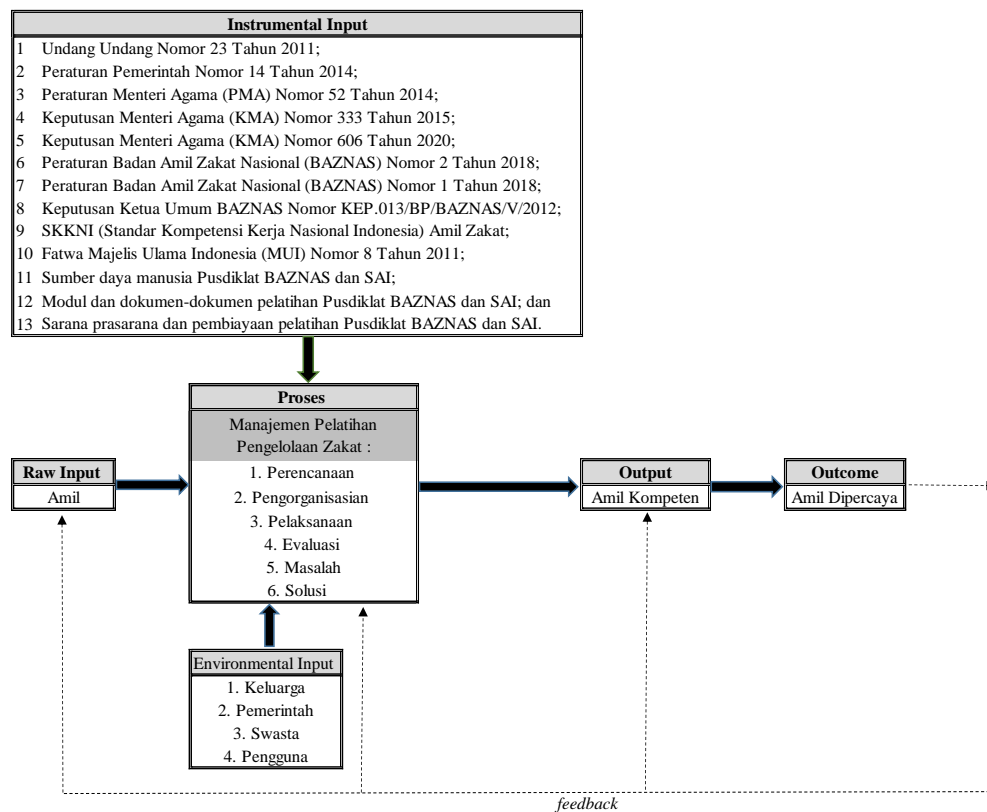 Instrumental Input
1 Undang Undang Nomor 23 Tahun 2011;
2 Peraturan Pemerintah Nomor 14 Tahun 2014;
3 Peraturan Menteri Agama (PMA) Nomor 52 Tahun 2014;
4 Keputusan Menteri Agama (KMA) Nomor 333 Tahun 2015;
5 Keputusan Menteri Agama (KMA) Nomor 606 Tahun 2020;
6 Peraturan Badan Amil Zakat Nasional (BAZNAS) Nomor 2 Tahun 2018;
7 Peraturan Badan Amil Zakat Nasional (BAZNAS) Nomor 1 Tahun 2018;
8 Keputusan Ketua Umum BAZNAS Nomor KEP.013/BP/BAZNAS/V/2012;
9 SKKNI (Standar Kompetensi Kerja Nasional Indonesia) Amil Zakat;
10 Fatwa Majelis Ulama Indonesia (MUI) Nomor 8 Tahun 2011;
11 Sumber daya manusia Pusdiklat BAZNAS dan SAI;
12 Modul dan dokumen-dokumen pelatihan Pusdiklat BAZNAS dan SAI; dan
13 Sarana prasarana dan pembiayaan pelatihan Pusdiklat BAZNAS dan SAI.
Proses
Manajemen Pelatihan
Pengelolaan Zakat :
1. Perencanaan
2. Pengorganisasian
3. Pelaksanaan
4. Evaluasi
5. Masalah
6. Solusi
Raw Input
Amil
Output
Amil Kompeten
Outcome
Amil Dipercaya
Environmental Input
1. Keluarga
2. Pemerintah
3. Swasta
4. Pengguna
feedback